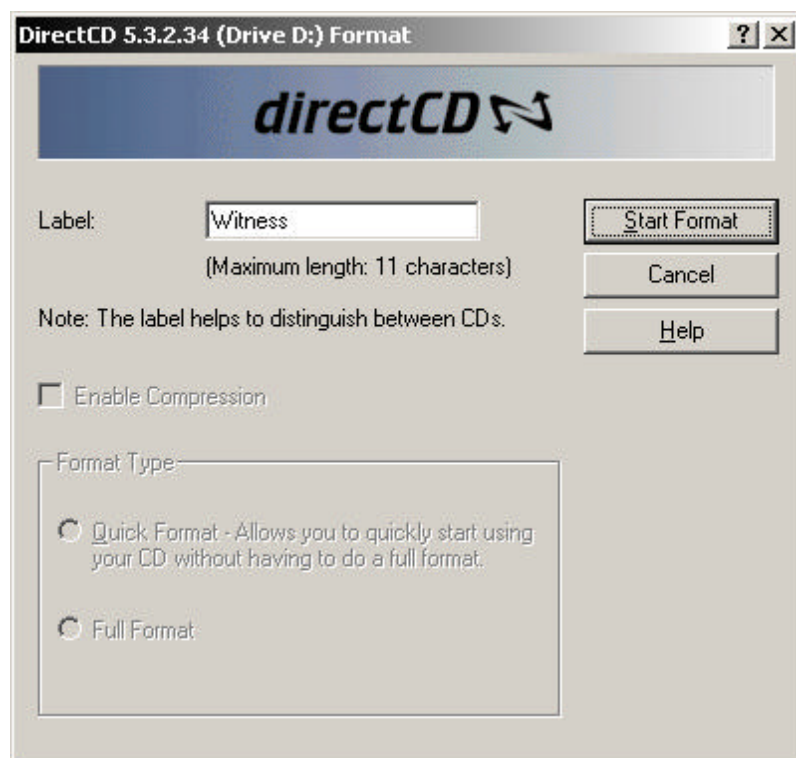 DirectCD 5.3.2.34 (Drive D:) Format
directCD
Label:
Witness
Start Format
(Maximum length: 11 characters)
Cancel
Note: The label helps to distinguish between CDs.
Help
Enable Compression
Format Type
Quick Format - Allows you to quickly start using
your CD without having to do a full format.
Full Format